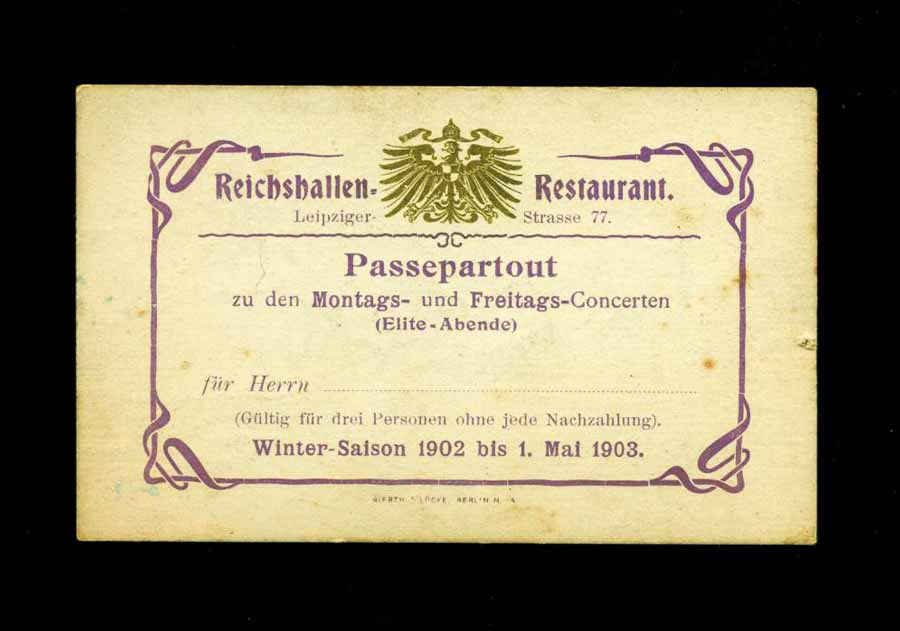 Reichshallen- Restaurant.
Leipziger- Strasse 77.
Passepartout
zu den Montags- und Freitags-Concerten
(Elite-Abende)
für Herrn
(Gültig für drei Personen ohne jede Nachzahlung).
Winter-Saison 1902 bis 1. Mai 1903.
BERLIN N.